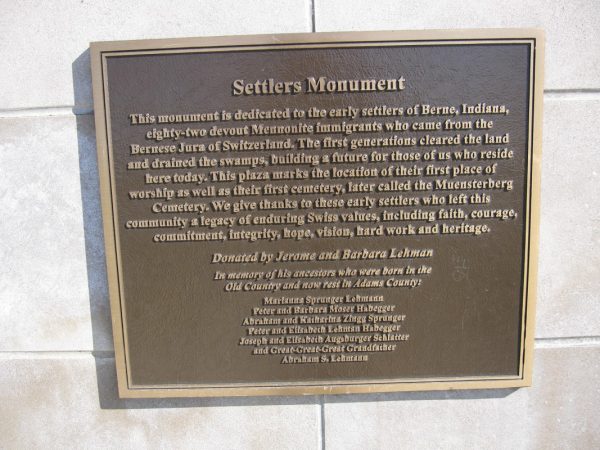 Settlers Monument
This monument is dedicated to the early settlers of Berne, Indiana,
eighty-two devout Mennonite immigrants who came from the
Bernese Jura of Switzerland. The first generations cleared the land
and drained the swamps, building a future for those of us who reside
here today. This plaza marks the location of their first place of
worship as well as their first cemetery, later called the Muensterberg
Cemetery. We give thanks to these early settlers who left this
community a legacy of enduring Swiss values, including faith, courage,
commitment, integrity, hope, vision, hard work and heritage.
Donated by Jerome and Barbara Lehman
In memory of his ancestors who were born in the
Old Country and now rest in Adams County:
Marianna Sprunger Lehmann
Peter and Barbara Moser Habegger
Abraham and Katharina Zingg Sprunger
Peter and Elisabeth Lehman Habegger
Joseph and Elisabeth Augsburger Schlatter
and Great-Great-Great Grandfather
Abraham S. Lehmann